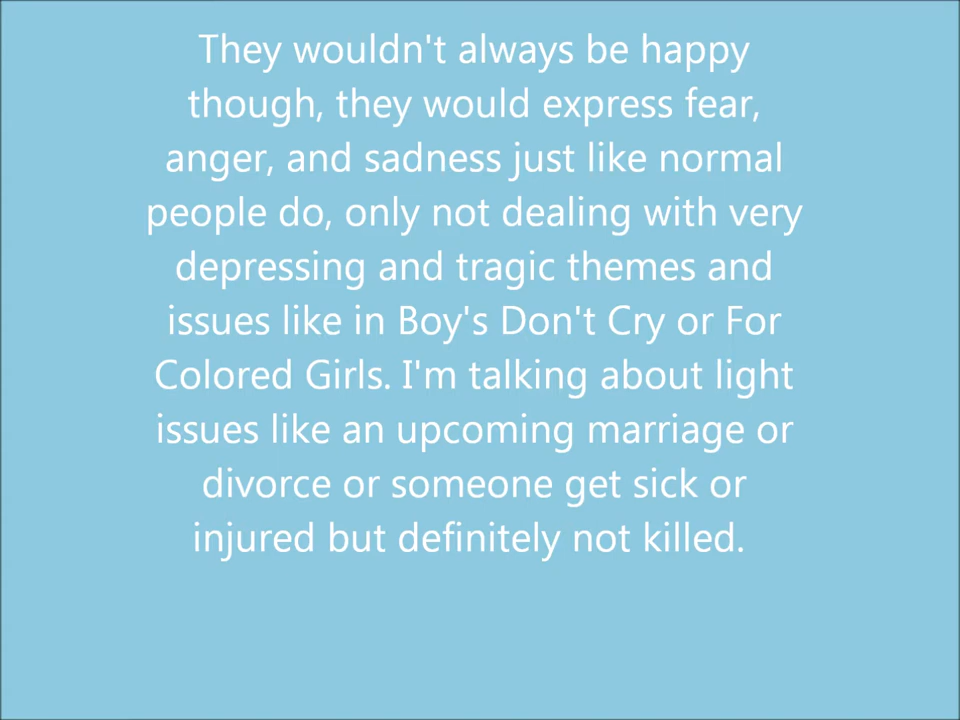 They wouldn't always be happy
though, they would express fear,
anger, and sadness just like normal
people do, only not dealing with very
depressing and tragic themes and
issues like in Boy's Don't Cry or For
Colored Girls. I'm talking about light
issues like an upcoming marriage or
divorce or someone get sick or
injured but definitely not killed.